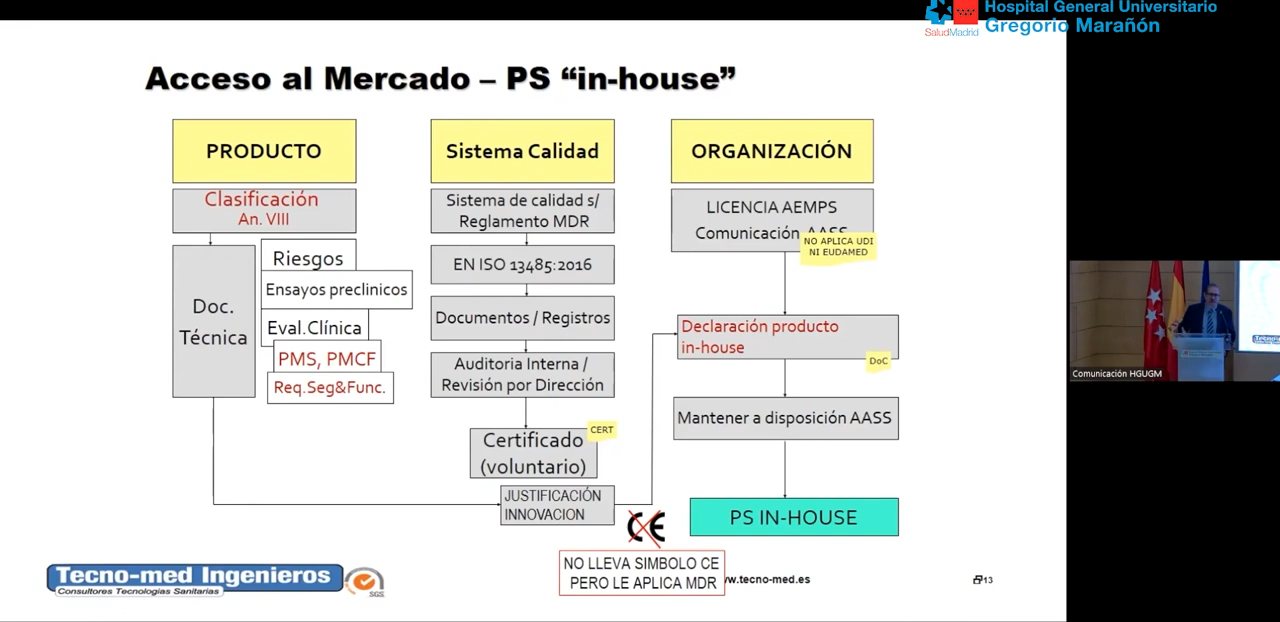 Hospital General Universitario
SaludMadrid
Gregorio Marañón
Acceso al Mercado – PS “in-house”
PRODUCTO
Clasificación
An. VIII
Doc.
Técnica
Riesgos
Ensayos preclinicos
Eval.Clínica
PMS, PMCF
Req.Seg&Func.
Sistema Calidad
Sistema de calidad s/
Reglamento MDR
EN ISO 13485:2016
Documentos / Registros
Auditoria Interna /
Revisión por Dirección
CERT
Certificado
(voluntario)
JUSTIFICACIÓN
INNOVACION
ORGANIZACIÓN
LICENCIA AEMPS
Comunicación AASS
NO APLICA UDI
NI EUDAMED
Declaración producto
in-house
DoC
Mantener a disposición AASS
PS IN-HOUSE
CE
NO LLEVA SIMBOLO CE
PERO LE APLICA MDR
Tecno-med Ingenieros
Consultores Tecnologías Sanitarias
SGS
w.tecno-med.es
13
Comunicación HGUGM